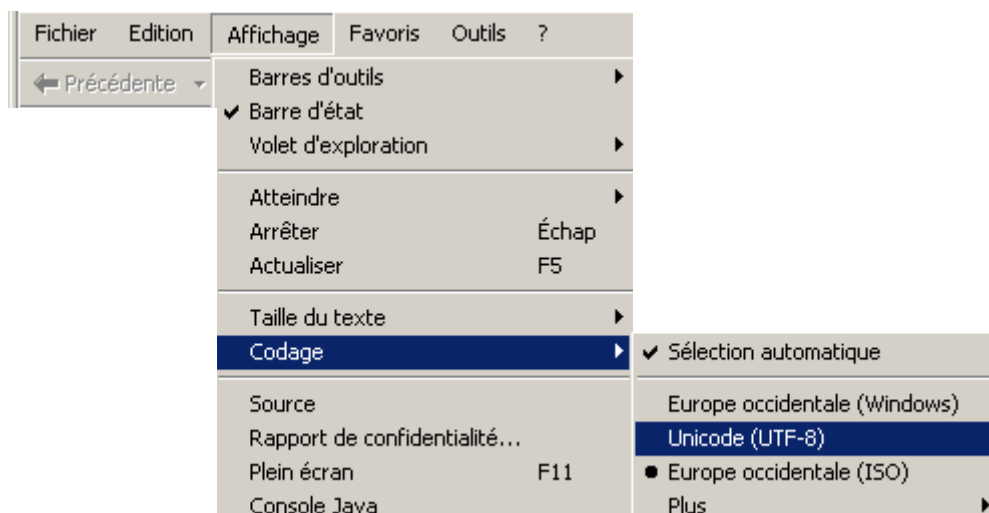 Fichier Edition Affichage Favoris Outils ?
Précédente
Barres d'outils
Barre d'état
Volet d'exploration
Atteindre
Arrêter Échap
Actualiser F5
Taille du texte
Codage
Sélection automatique
Source
Europe occidentale (Windows)
Rapport de confidentialité...
Unicode (UTF-8)
Plein écran F11
Europe occidentale (ISO)
Console Java
Plus